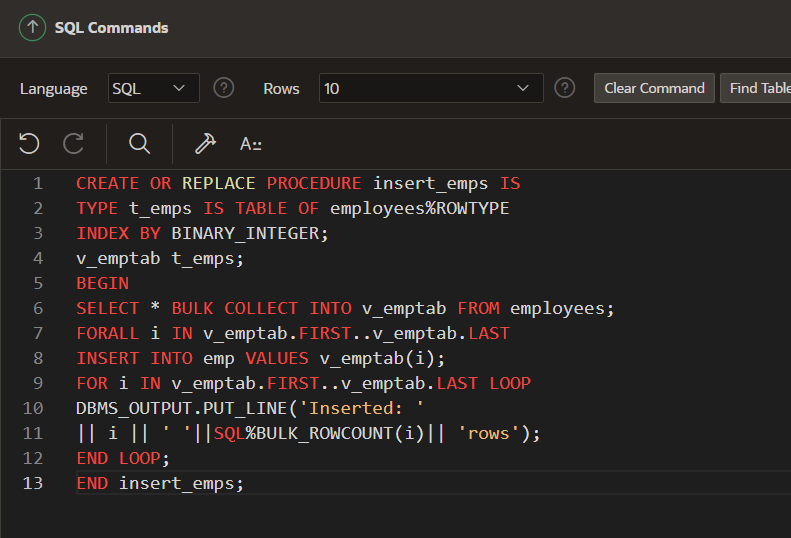 SQL Commands
Language SQL Rows 10 Clear Command Find Table
A::
1 CREATE OR REPLACE PROCEDURE insert_emps IS
2 TYPE t_emps IS TABLE OF employees%ROWTYPE
3 INDEX BY BINARY_INTEGER;
4 v_emptab t_emps;
5 BEGIN
6 SELECT * BULK COLLECT INTO v_emptab FROM employees;
7 FORALL i IN v_emptab.FIRST..v_emptab.LAST
8 INSERT INTO emp VALUES v_emptab(i);
9 FOR i IN v_emptab.FIRST..v_emptab.LAST LOOP
10 DBMS_OUTPUT.PUT_LINE('Inserted: '
11 || i || ' '||SQL%BULK_ROWCOUNT(i)|| 'rows');
12 END LOOP;
13 END insert_emps;